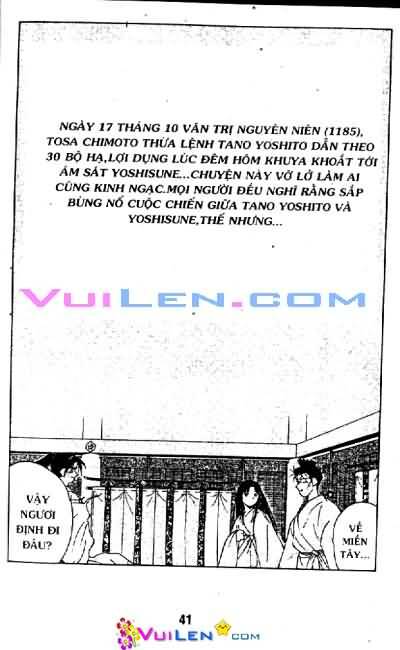 NGÀY 17 THÁNG 10 VĂN TRỊ NGUYÊN NIÊN (1185),
TOSA CHIMOTO THỪA LỆNH TANO YOSHITO DẪN THEO
30 BỘ HẠ,LỢI DỤNG LÚC ĐÊM HÔM KHUYA KHOẮT TỚI
ÁM SÁT YOSHISUNE...CHUYỆN NÀY VỠ LỞ LÀM AI
CŨNG KINH NGẠC.MỌI NGƯỜI ĐỀU NGHĨ RẰNG SẮP
BÙNG NỔ CUỘC CHIẾN GIỮA TANO YOSHITO VÀ
YOSHISUNE,THẾ NHƯNG...
VUILEN.COM
VẬY
NGƯƠI
ĐỊNH ĐI
ĐÂU?
VỀ
MIỀN
TÂY...
41
VUILEN.COM